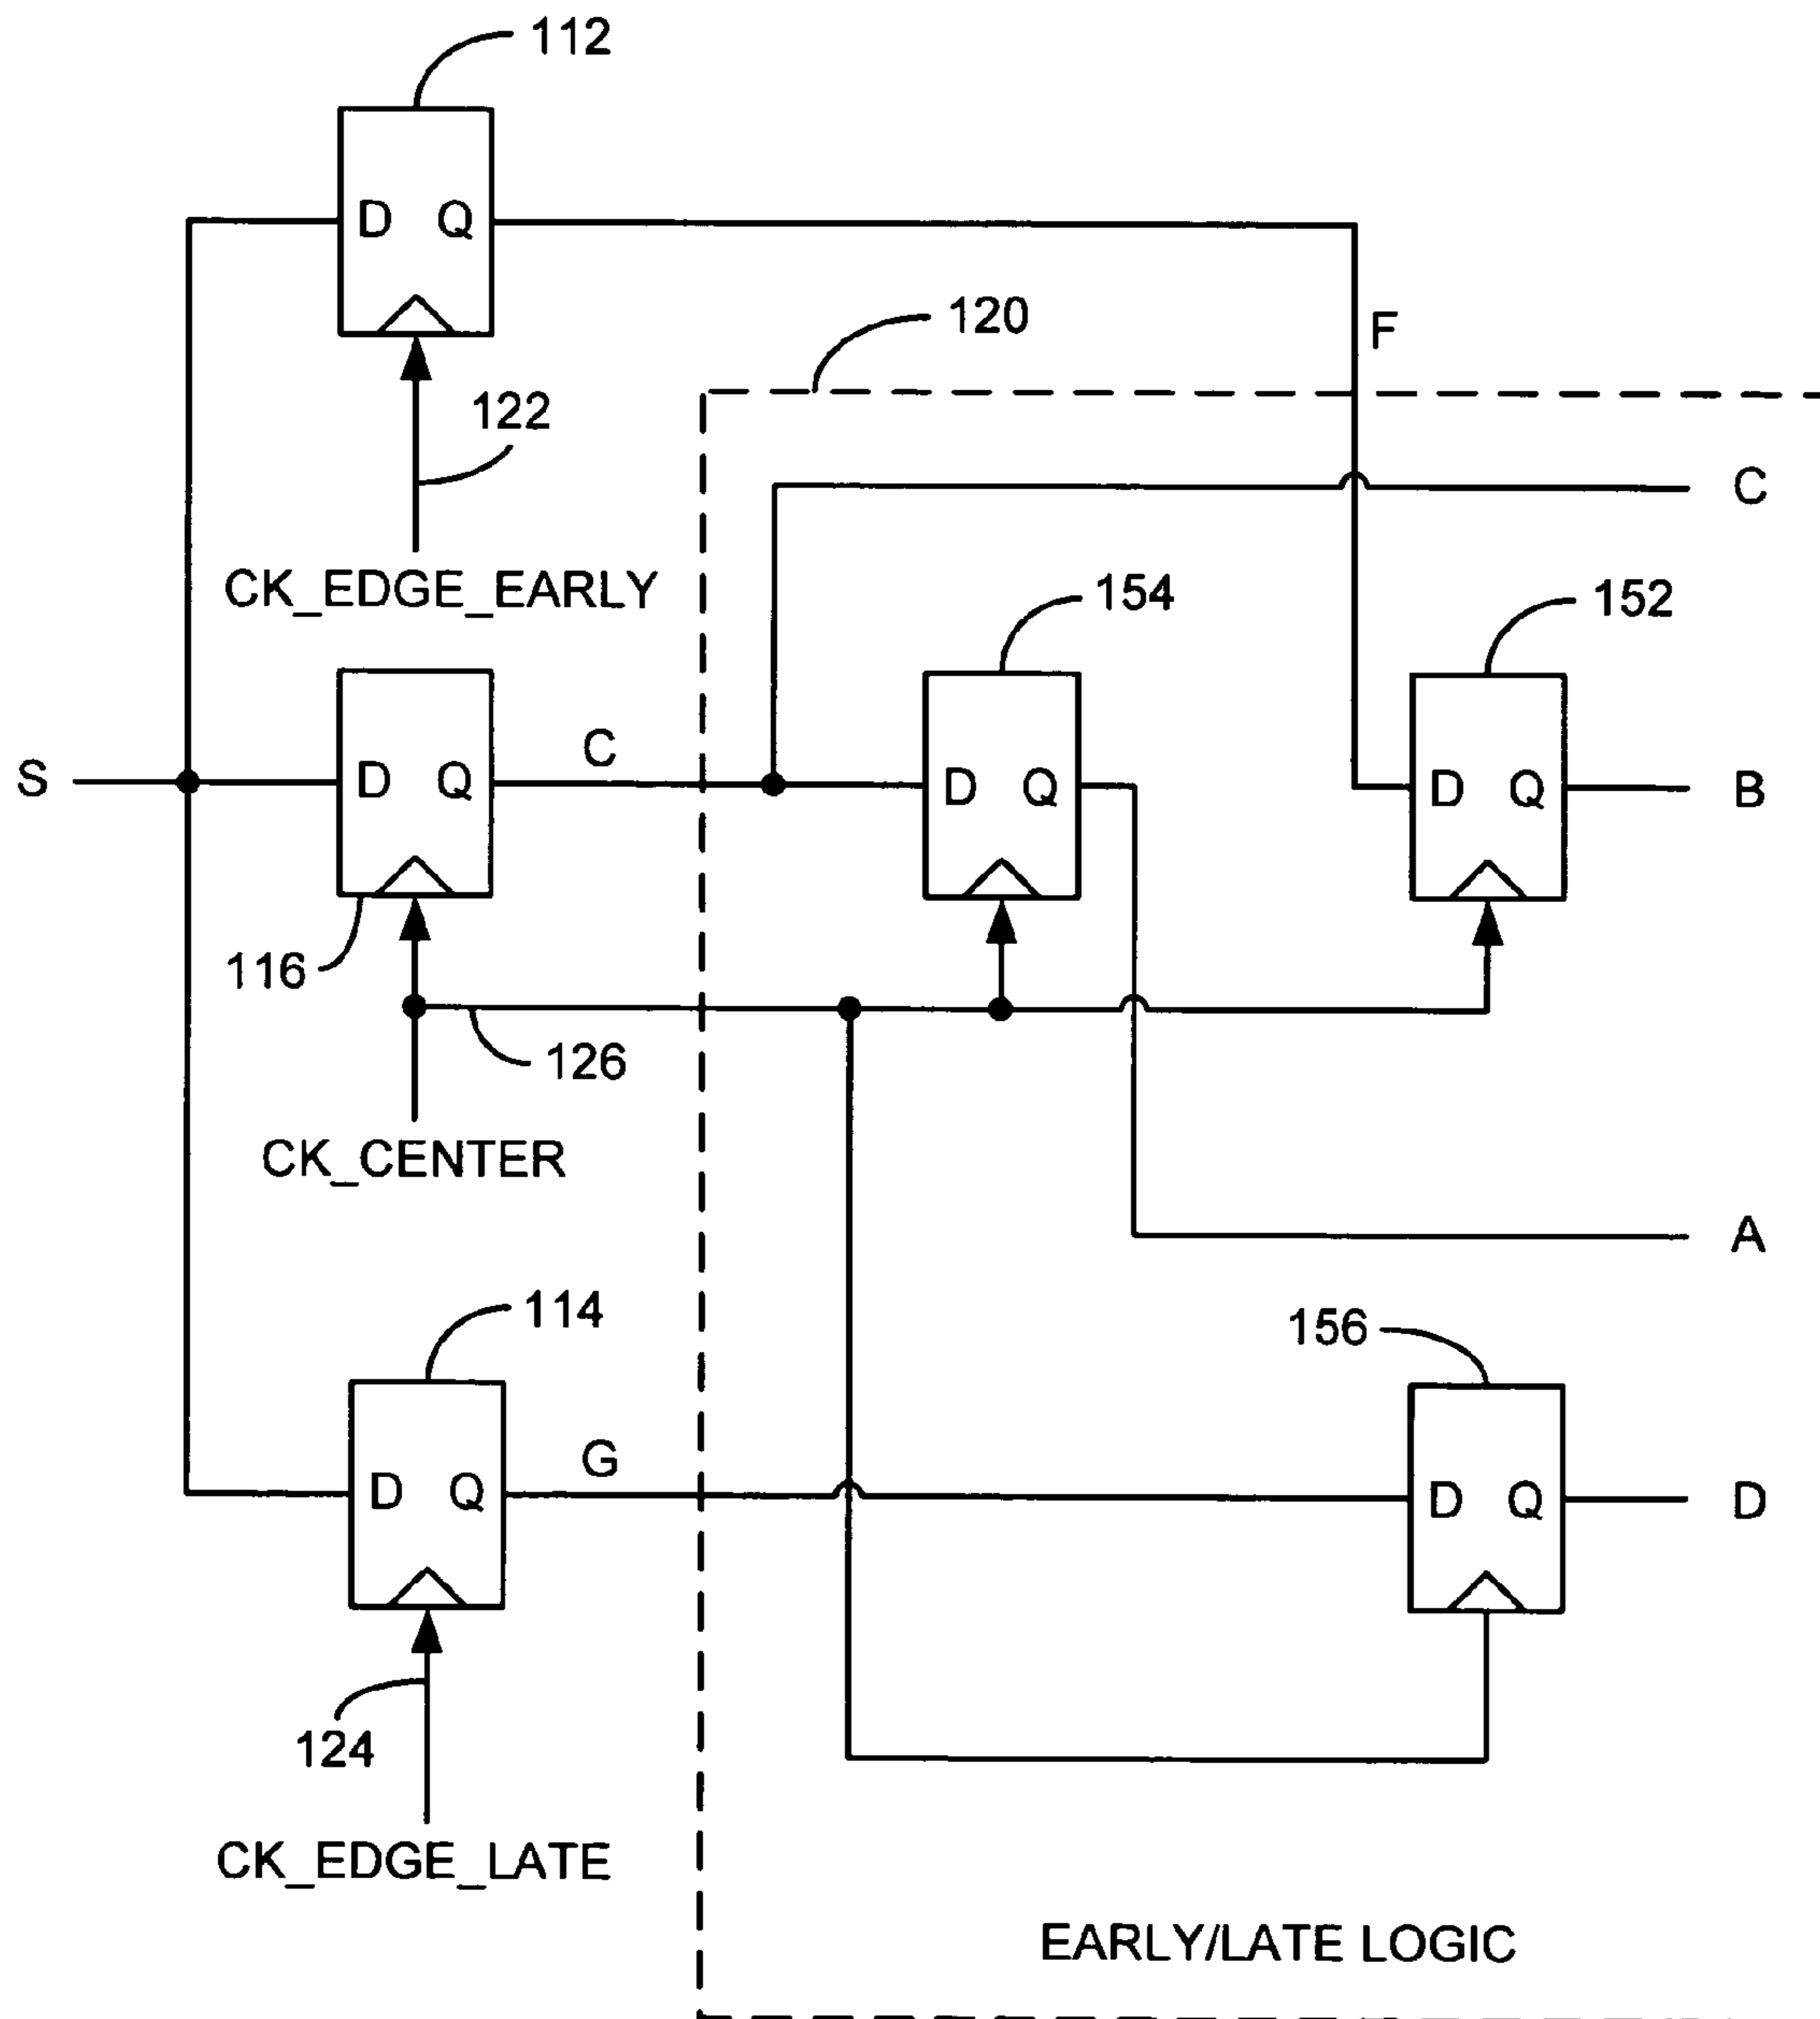 112
D Q
120
F
122
C
CK_EDGE_EARLY
154
152
C
S
D Q
D Q
D Q
B
116
126
CK_CENTER
A
114
156
G
D Q
D Q
D
124
CK_EDGE_LATE
EARLY/LATE LOGIC